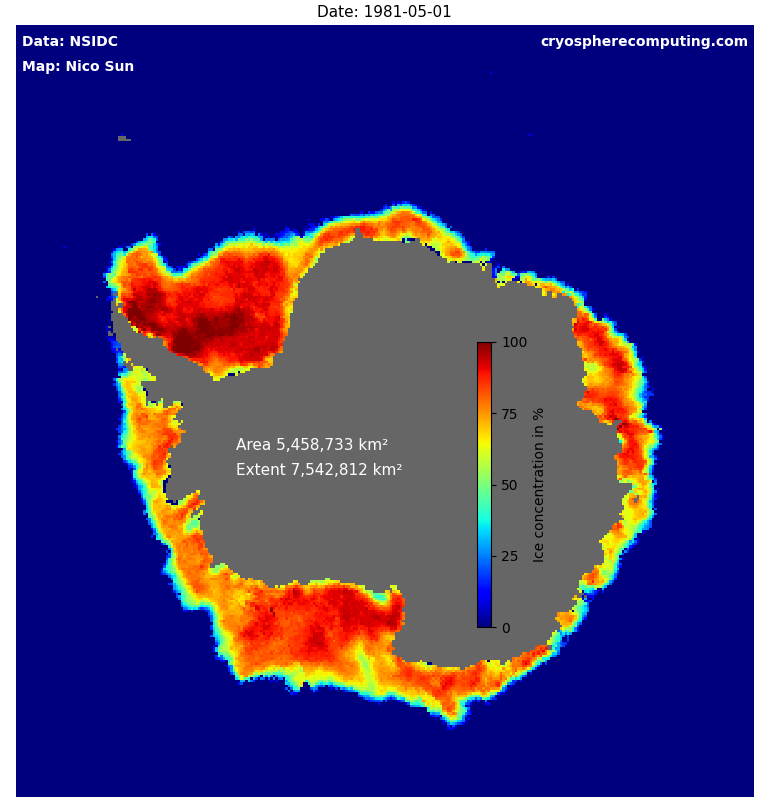 Date: 1981-05-01
Data: NSIDC
cryospherecomputing.com
Map: Nico Sun
100
75
50
25
0
Ice concentration in %
Area 5,458,733 km²
Extent 7,542,812 km²